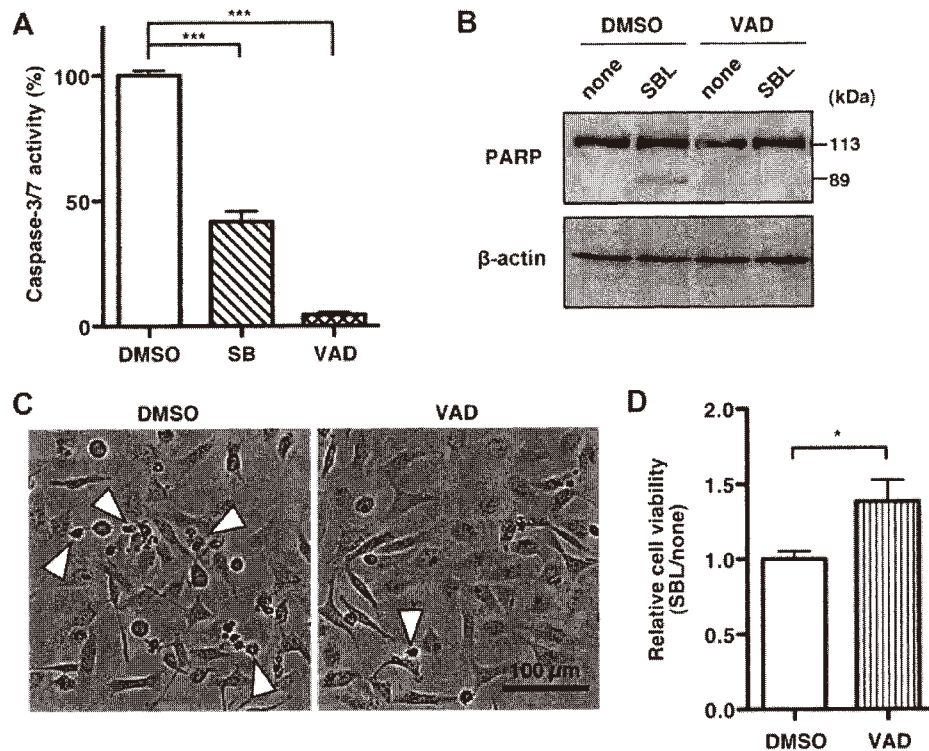 A
Caspase-3/7 activity (%)
100
50
0
***
***
DMSO SB VAD
B
DMSO VAD
none SBL none SBL
(kDa)
PARP
113
89
β-actin
C
DMSO VAD
100 μm
D
Relative cell viability
(SBL/none)
2.0
1.5
1.0
0.5
0.0
*
DMSO VAD